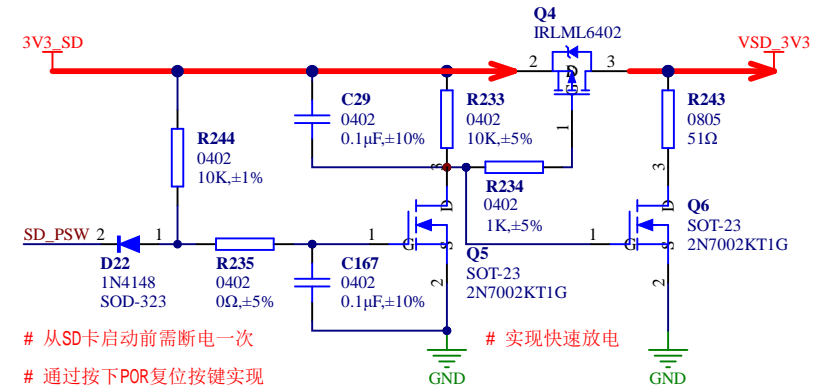 Q4
IRLML6402
3V3_SD
VSD_3V3
2
D
3
G
1
C29
0402
0.1μF,±10%
R233
0402
10K,±5%
R243
0805
51Ω
R244
0402
10K,±1%
3
R234
0402
1K,±5%
3
SD_PSW
2
1
D22
1N4148
SOD-323
R235
0402
0Ω,±5%
1
G
D
S
2
Q5
SOT-23
2N7002KT1G
C167
0402
0.1μF,±10%
1
G
D
S
2
Q6
SOT-23
2N7002KT1G
# 从SD卡启动前需断电一次
# 实现快速放电
# 通过按下POR复位按键实现
GND
GND